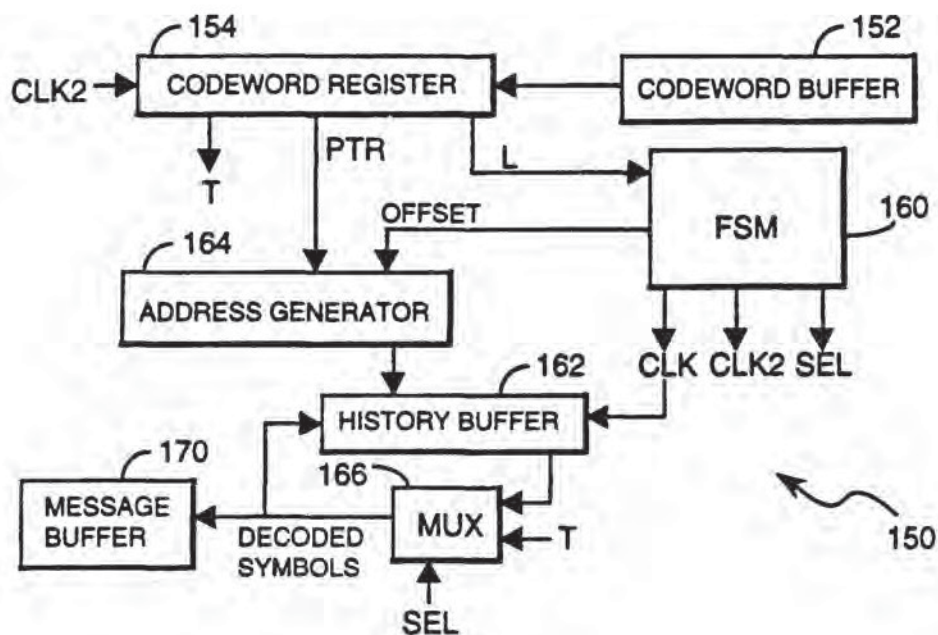 154
152
CLK2
CODEWORD REGISTER
CODEWORD BUFFER
T
PTR
L
OFFSET
FSM
160
164
ADDRESS GENERATOR
CLK
CLK2
SEL
162
HISTORY BUFFER
170
166
MESSAGE
BUFFER
DECODED
SYMBOLS
MUX
T
150
SEL